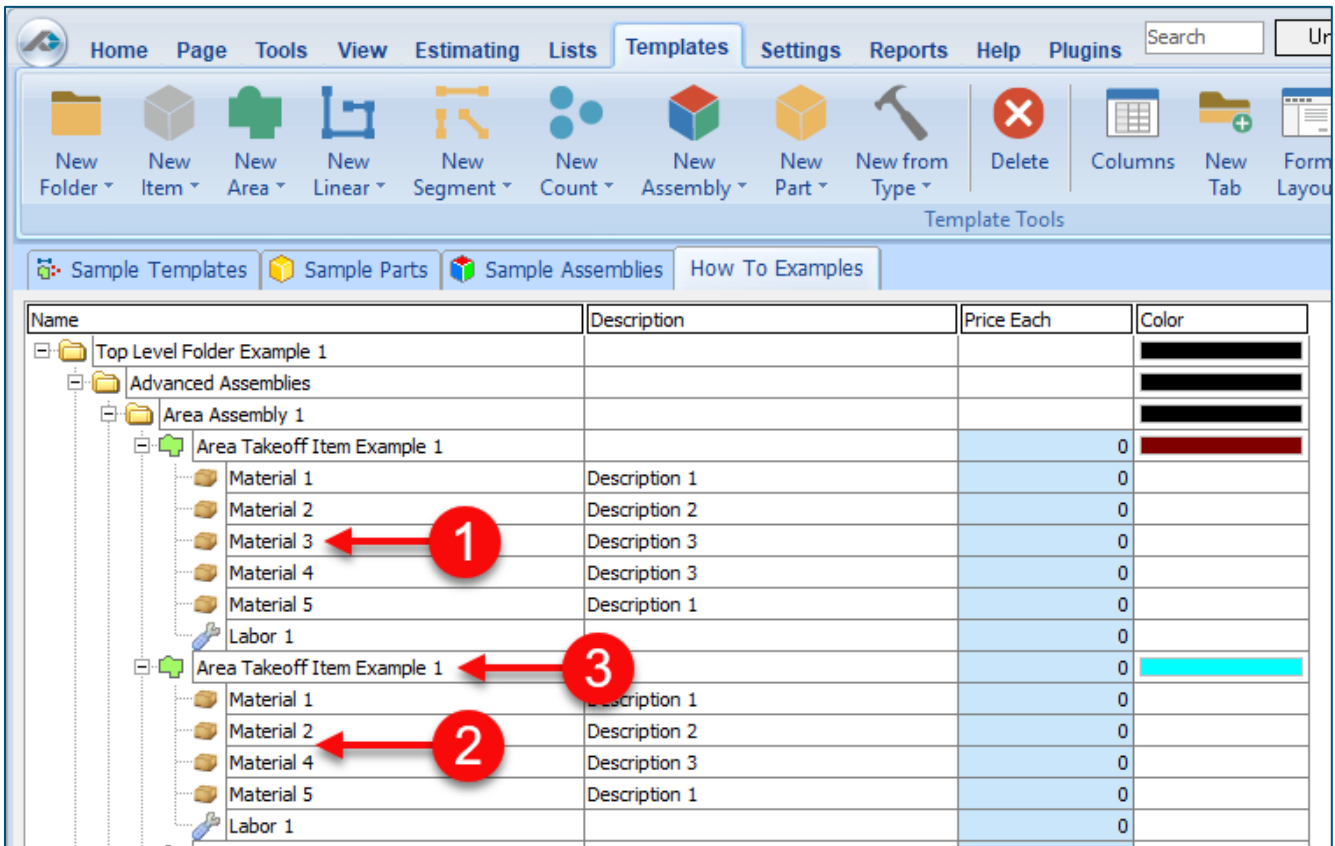 Home Page Tools View Estimating Lists Templates Settings Reports Help Plugins Search Ur
New Folder New Item New Area New Linear New Segment New Count New Assembly New Part New from Type Delete Columns New Tab Form Layou
Template Tools
Sample Templates Sample Parts Sample Assemblies How To Examples
Name Description Price Each Color
Top Level Folder Example 1
Advanced Assemblies
Area Assembly 1
Area Takeoff Item Example 1 0
Material 1 Description 1 0
Material 2 Description 2 0
Material 3 1 Description 3 0
Material 4 Description 3 0
Material 5 Description 1 0
Labor 1 0
Area Takeoff Item Example 1 3 0
Material 1 Description 1 0
Material 2 Description 2 0
2
Material 4 Description 3 0
Material 5 Description 1 0
Labor 1 0